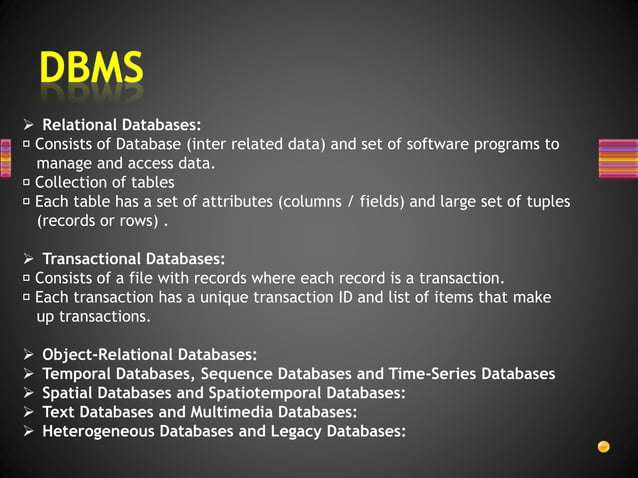 DBMS
➢ Relational Databases:
▫ Consists of Database (inter related data) and set of software programs to
manage and access data.
▫ Collection of tables
▫ Each table has a set of attributes (columns / fields) and large set of tuples
(records or rows) .
➢ Transactional Databases:
▫ Consists of a file with records where each record is a transaction.
▫ Each transaction has a unique transaction ID and list of items that make
up transactions.
➢ Object-Relational Databases:
➢ Temporal Databases, Sequence Databases and Time-Series Databases
➢ Spatial Databases and Spatiotemporal Databases:
➢ Text Databases and Multimedia Databases:
➢ Heterogeneous Databases and Legacy Databases: